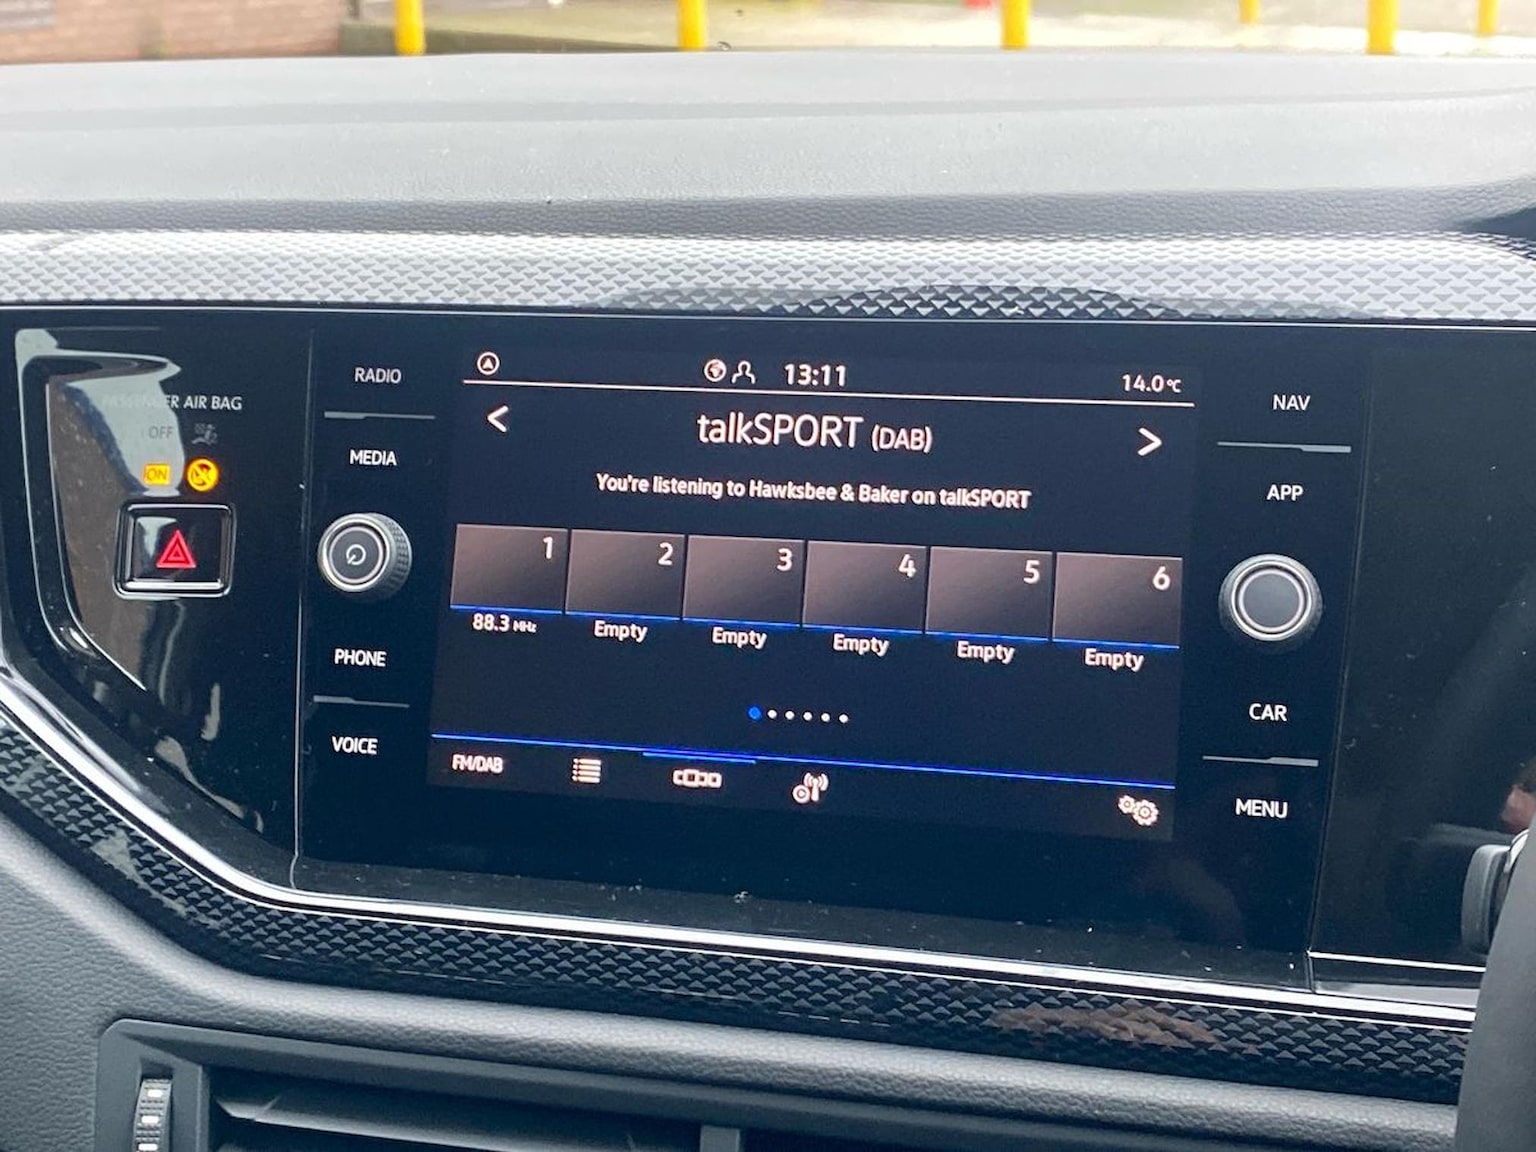 PASSENGER AIR BAG
OFF
ON
RADIO
MEDIA
PHONE
VOICE
13:11
14.0°C
< talkSPORT (DAB) >
You're listening to Hawksbee & Baker on talkSPORT
1 2 3 4 5 6
88.3 MHz Empty Empty Empty Empty Empty
FM/DAB
NAV
APP
CAR
MENU